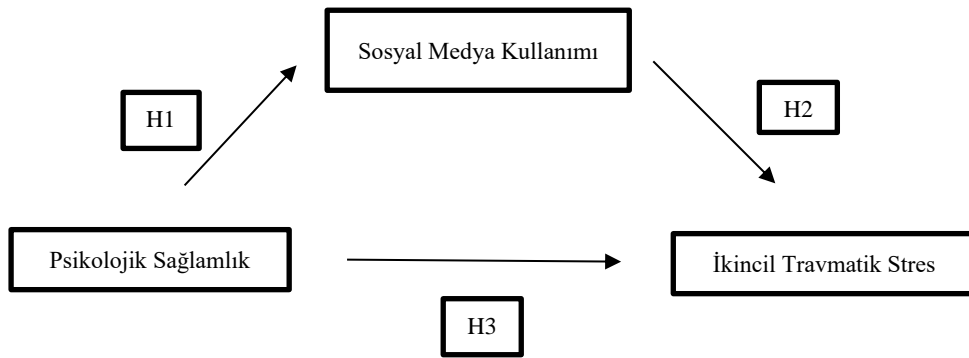 Sosyal Medya Kullanımı
H1
H2
Psikolojik Sağlamlık
İkincil Travmatik Stres
H3